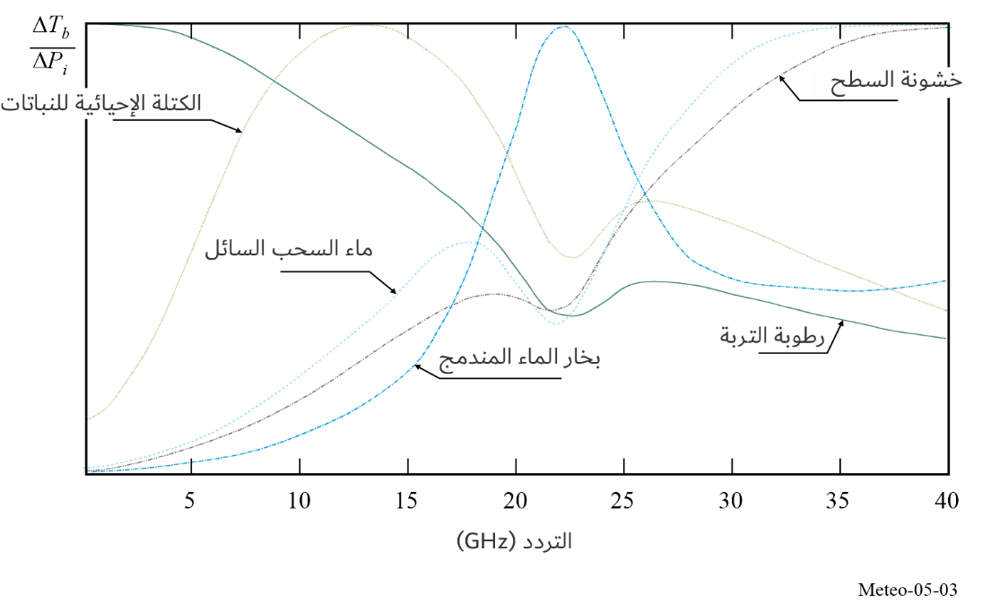 ΔT_b
ΔP_i
خشونة السطح
الكتلة الإحيائية للنباتات
ماء السحب السائل
رطوبة التربة
بخار الماء المندمج
5 10 15 20 25 30 35 40
التردد (GHz)
Meteo-05-03